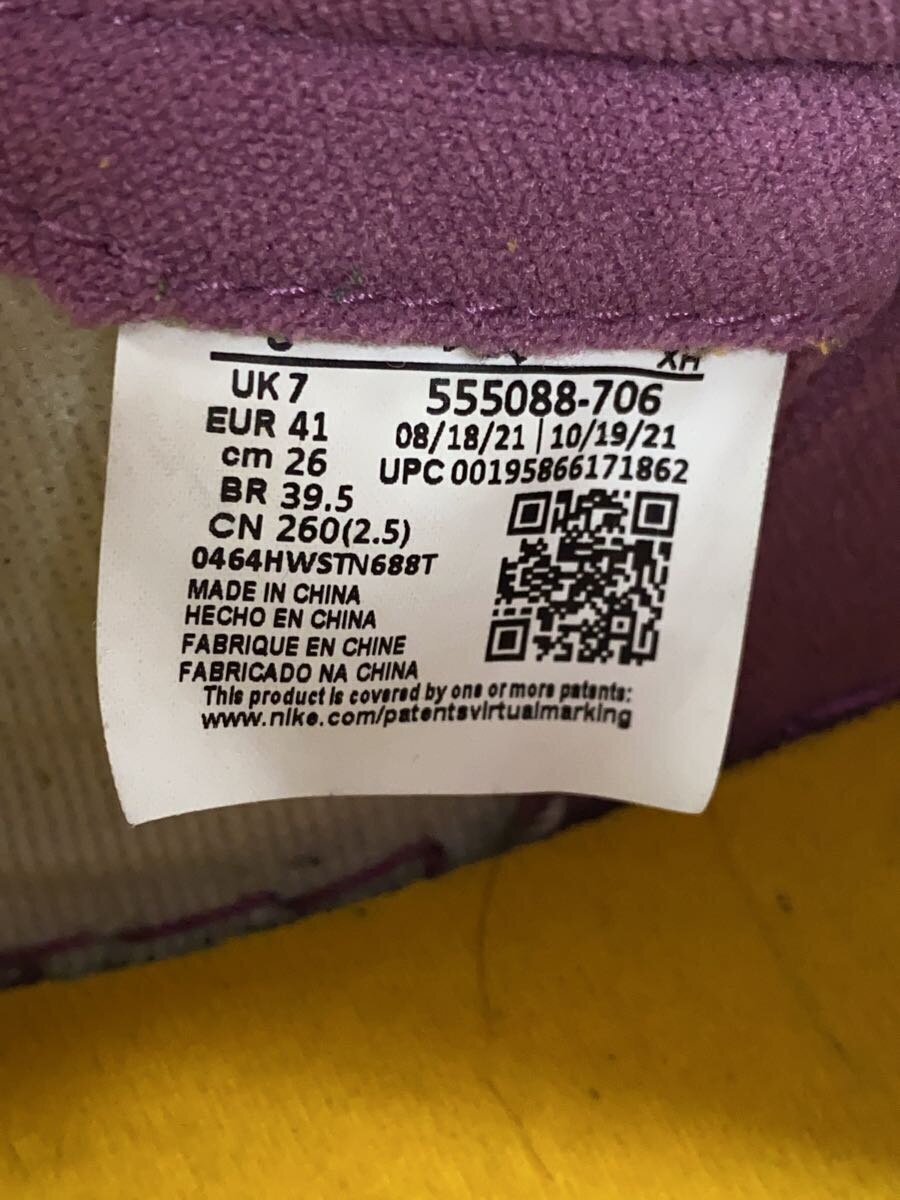 XH
UK 7
555088-706
EUR 41
08/18/21 | 10/19/21
cm 26
UPC 00195866171862
BR 39.5
CN 260(2.5)
0464HWSTN688T
MADE IN CHINA
HECHO EN CHINA
FABRIQUE EN CHINE
FABRICADO NA CHINA
This product is covered by one or more patents:
www.nike.com/patentsvirtualmarking